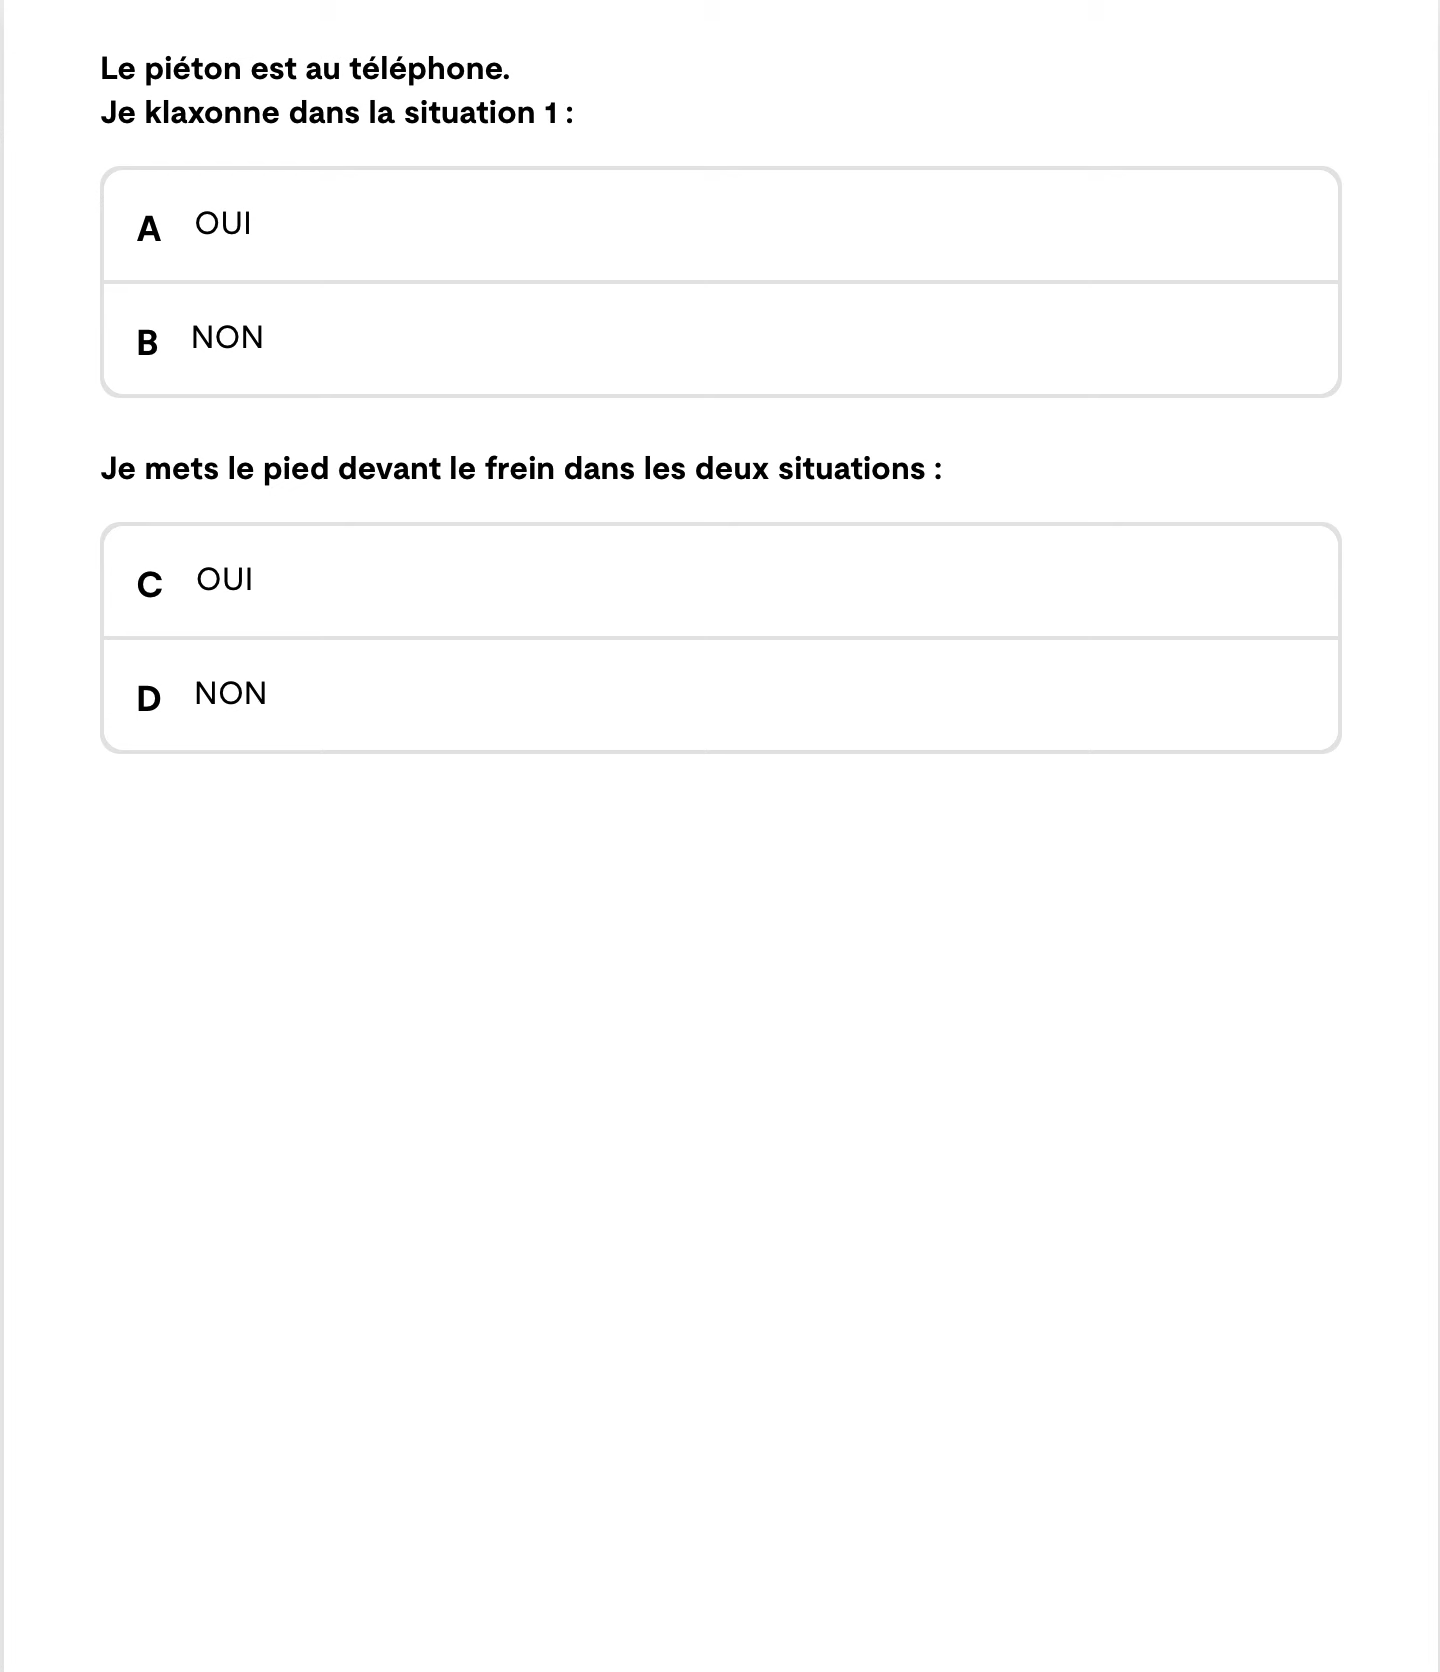 Le piéton est au téléphone.
Je klaxonne dans la situation 1 :
A OUI
B NON
Je mets le pied devant le frein dans les deux situations :
C OUI
D NON